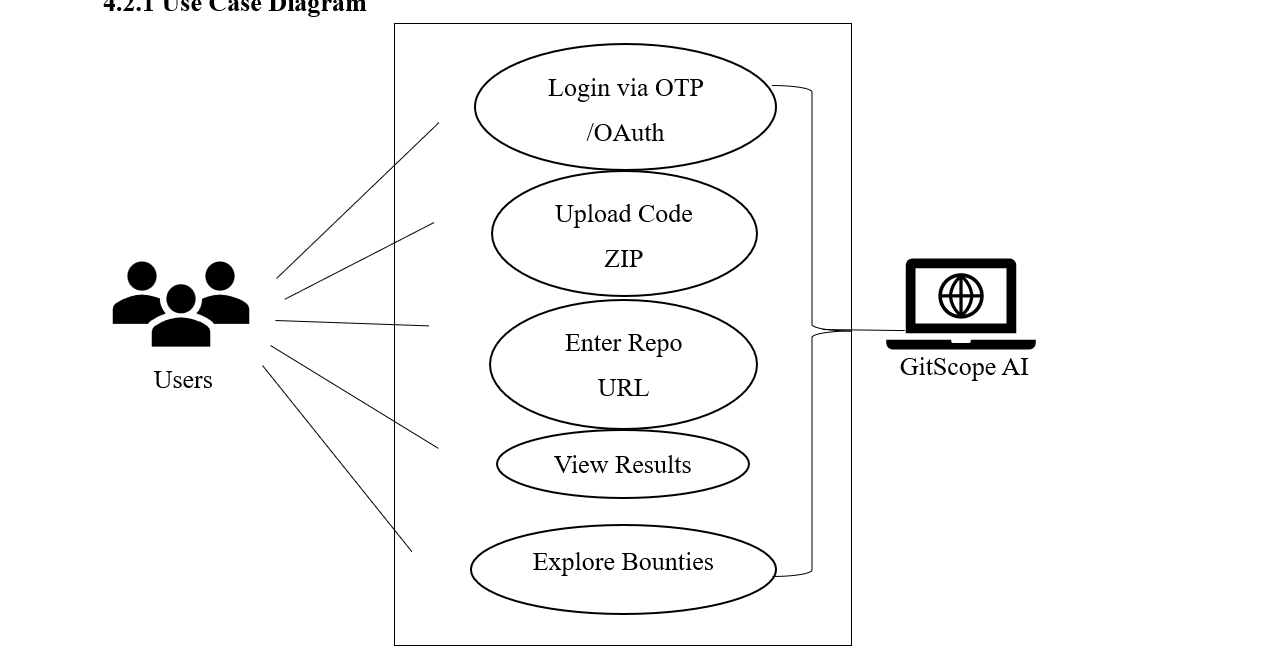 4.2.1 Use Case Diagram
Login via OTP
/OAuth
Upload Code
ZIP
Enter Repo
URL
View Results
Explore Bounties
Users
GitScope AI